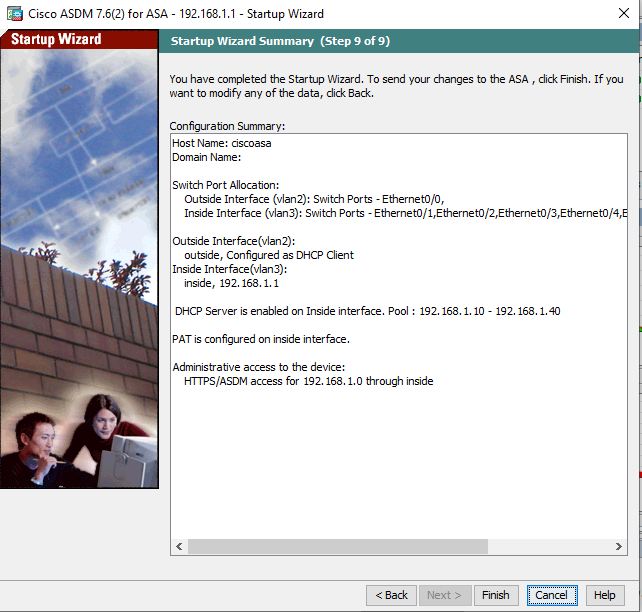 Cisco ASDM 7.6(2) for ASA - 192.168.1.1 - Startup Wizard
Startup Wizard
Startup Wizard Summary (Step 9 of 9)
You have completed the Startup Wizard. To send your changes to the ASA , click Finish. If you
want to modify any of the data, click Back.
Configuration Summary:
Host Name: ciscoasa
Domain Name:
Switch Port Allocation:
Outside Interface (vlan2): Switch Ports - Ethernet0/0,
Inside Interface (vlan3): Switch Ports - Ethernet0/1,Ethernet0/2,Ethernet0/3,Ethernet0/4,E
Outside Interface(vlan2):
outside, Configured as DHCP Client
Inside Interface(vlan3):
inside, 192.168.1.1
DHCP Server is enabled on Inside interface. Pool : 192.168.1.10 - 192.168.1.40
PAT is configured on inside interface.
Administrative access to the device:
HTTPS/ASDM access for 192.168.1.0 through inside
< Back Next > Finish Cancel Help